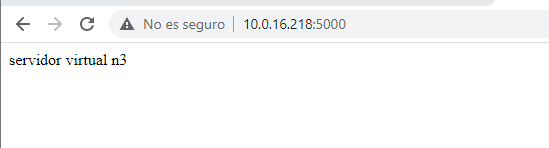 No es seguro | 10.0.16.218:5000
servidor virtual n3